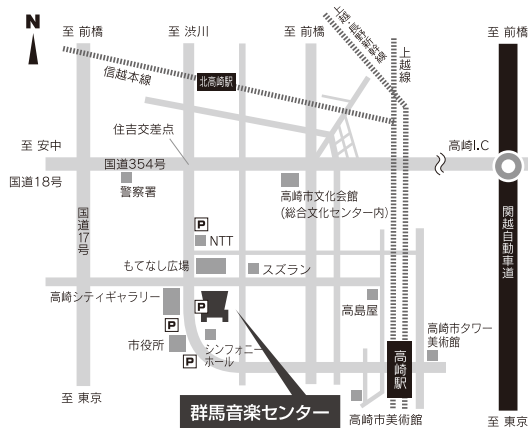 N
至 前橋
至 渋川
至 前橋
上越・長野新幹線
上越線
至 前橋
信越本線
北高崎駅
住吉交差点
至 安中
国道354号
高崎I.C
国道18号
警察署
高崎市文化会館
(総合文化センター内)
国道17号
P
NTT
関越自動車道
もてなし広場
スズラン
高崎シティギャラリー
P
高島屋
P
市役所
シンフォニー
ホール
高崎駅
高崎市タワー
美術館
P
至 東京
群馬音楽センター
高崎市美術館
至 東京